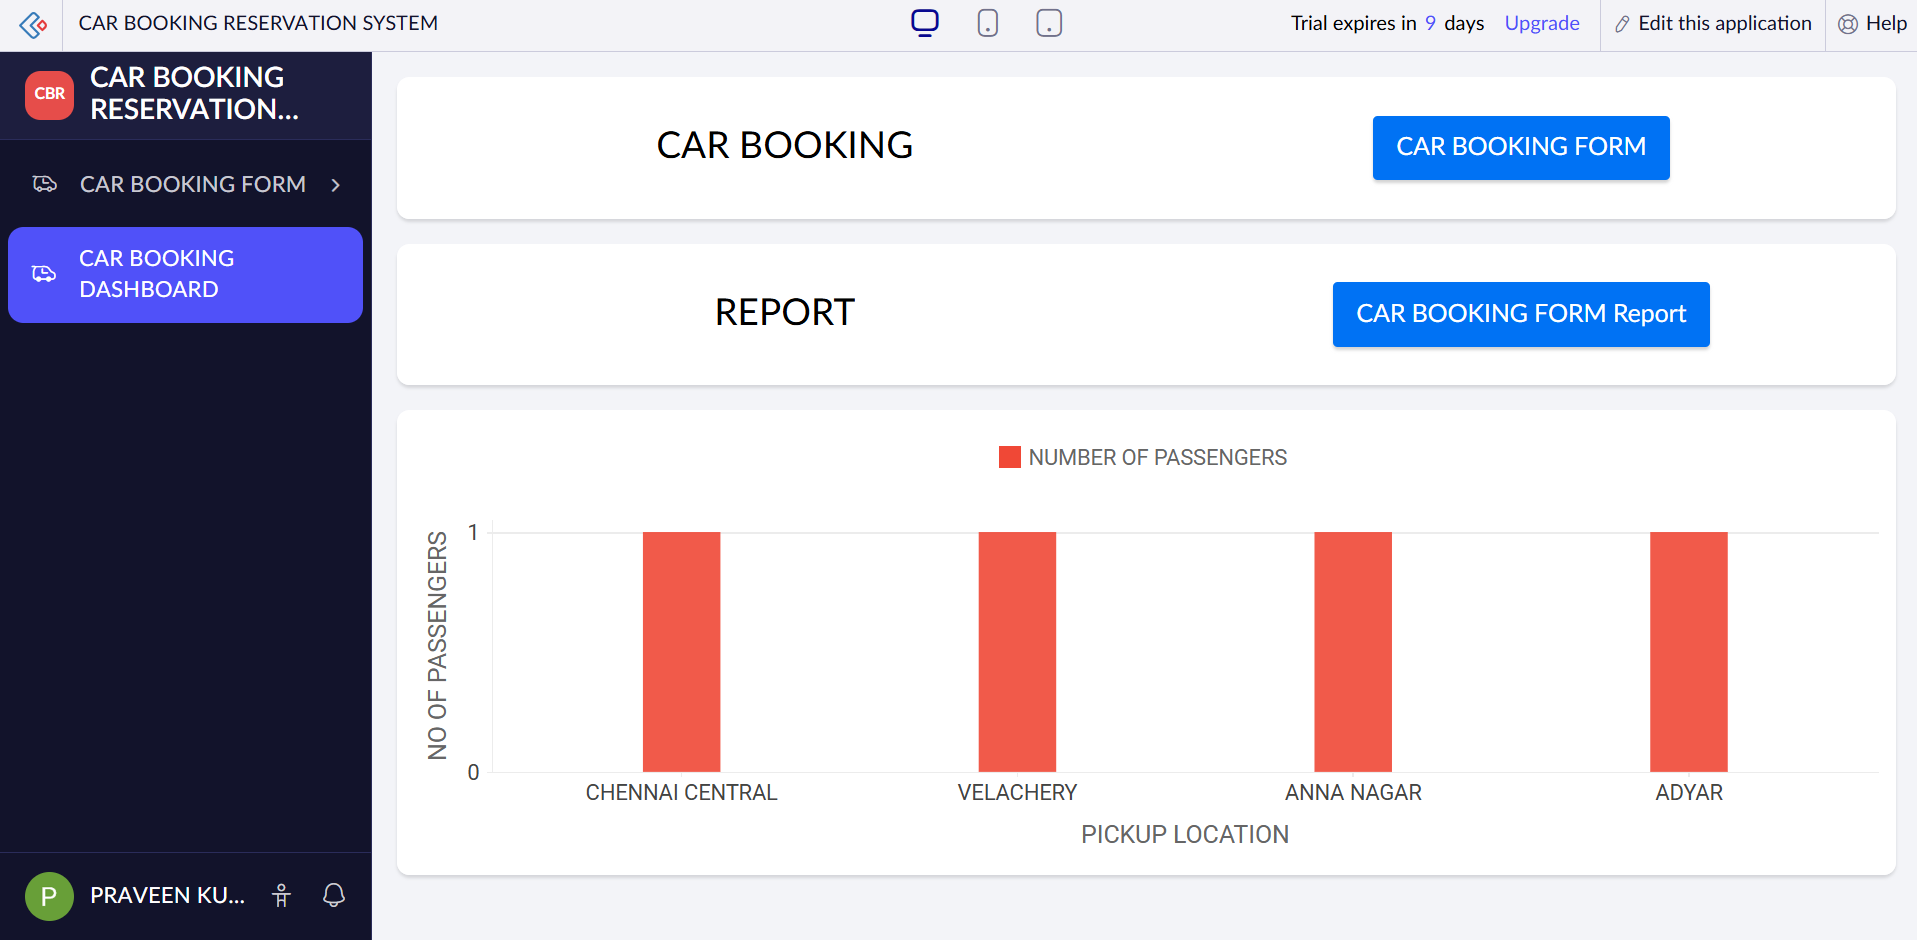 CAR BOOKING RESERVATION SYSTEM
Trial expires in 9 days Upgrade
Edit this application
Help
CBR
CAR BOOKING
RESERVATION...
CAR BOOKING FORM
CAR BOOKING
DASHBOARD
PRAVEEN KU...
P
CAR BOOKING
CAR BOOKING FORM
REPORT
CAR BOOKING FORM Report
NUMBER OF PASSENGERS
NO OF PASSENGERS
1
0
CHENNAI CENTRAL
VELACHERY
ANNA NAGAR
ADYAR
PICKUP LOCATION